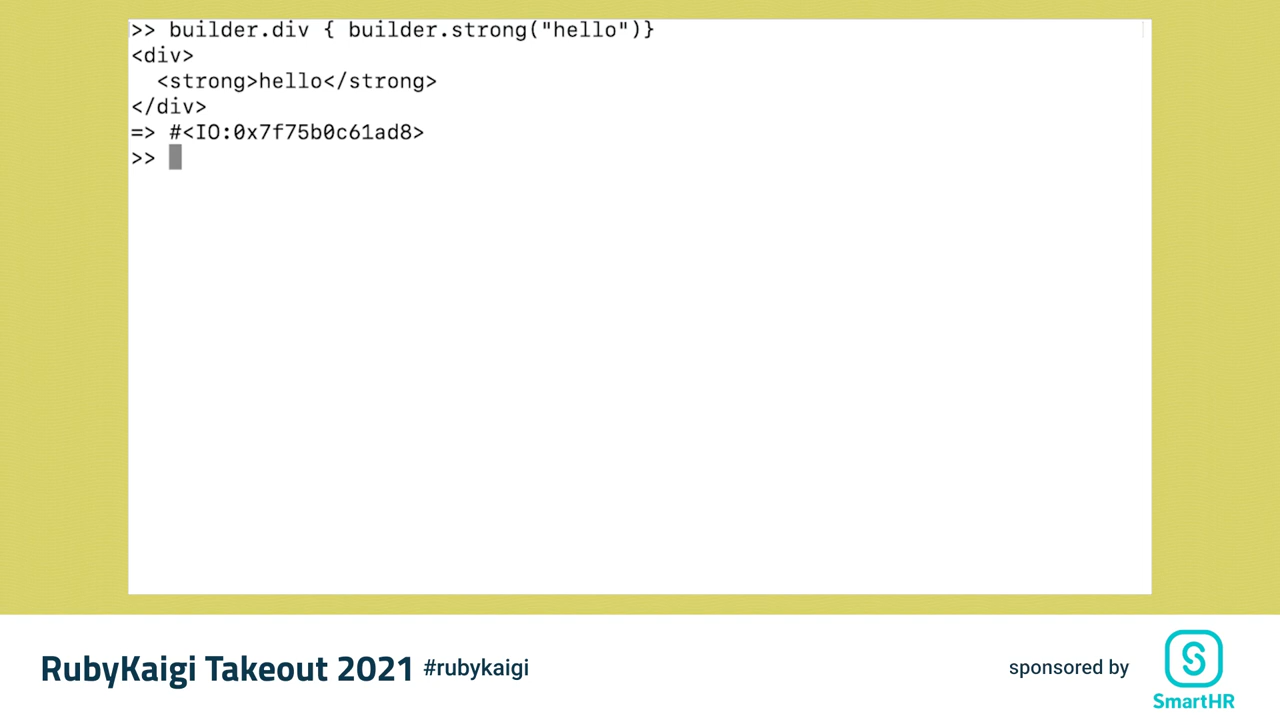 >> builder.div { builder.strong("hello")}
<div>
  <strong>hello</strong>
</div>
=> #<IO:0x7f75b0c61ad8>
>>
RubyKaigi Takeout 2021 #rubykaigi
sponsored by
SmartHR